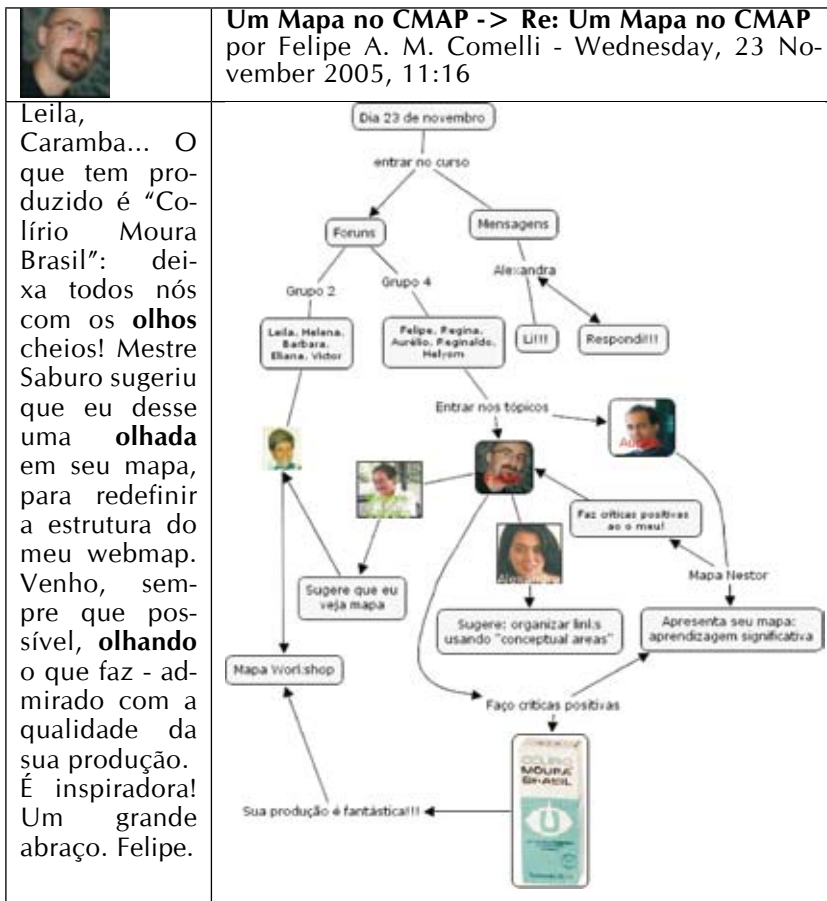 Um Mapa no CMAP -> Re: Um Mapa no CMAP
por Felipe A. M. Comelli - Wednesday, 23 No-
vember 2005, 11:16
Leila,
Caramba... O
que tem pro-
duzido é “Co-
lírio Moura
Brasil”: dei-
xa todos nós
com os olhos
cheios! Mestre
Saburo sugeriu
que eu desse
uma olhada
em seu mapa,
para redefinir
a estrutura do
meu webmap.
Venho, sem-
pre que pos-
sível, olhando
o que faz - ad-
mirado com a
qualidade da
sua produção.
É inspiradora!
Um grande
abraço. Felipe.
Dia 23 de novembro
entrar no curso
Foruns
Mensagens
Alexandra
Grupo 2
Grupo 4
Leila, Helena,
Barbara,
Eliana, Victor
Felipe, Regina,
Aurélio, Reginaldo,
Helyom
Li!!!
Respondi!!!
Entrar nos tópicos
Faz críticas positivas
ao o meu!
Mapa Nestor
Sugere que eu
veja mapa
Alexandra
Sugere: organizar links
usando "conceptual areas"
Apresenta seu mapa:
aprendizagem significativa
Mapa Workshop
Faço críticas positivas
COLIRIO
MOURA
BRASIL
Sua produção é fantástica!!!